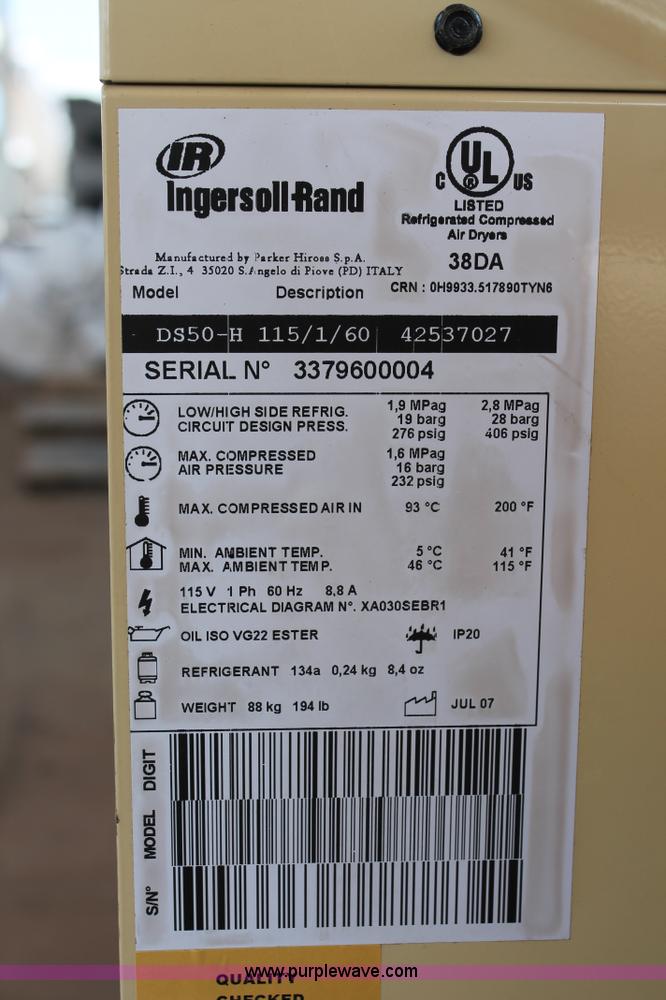 IR
Ingersoll-Rand
C UL ® US
LISTED
Refrigerated Compressed
Air Dryers
38DA
Manufactured by Parker Hiross S.p.A.
Strada Z.I., 4 35020 S.Angelo di Piove (PD) ITALY
Model Description CRN : 0H9933.517890TYN6
DS50-H 115/1/60 42537027
SERIAL N° 3379600004
LOW/HIGH SIDE REFRIG. 1,9 MPag 2,8 MPag
CIRCUIT DESIGN PRESS. 19 barg 28 barg
276 psig 406 psig
MAX. COMPRESSED 1,6 MPag
AIR PRESSURE 16 barg
232 psig
MAX. COMPRESSED AIR IN 93 °C 200 °F
MIN. AMBIENT TEMP. 5 °C 41 °F
MAX. AMBIENT TEMP. 46 °C 115 °F
115 V 1 Ph 60 Hz 8,8 A
ELECTRICAL DIAGRAM N°. XA030SEBR1
OIL ISO VG22 ESTER IP20
REFRIGERANT 134a 0,24 kg 8,4 oz
WEIGHT 88 kg 194 lb JUL 07
DIGIT
MODEL
S/N°
QUALITY
CHECKED
www.purplewave.com